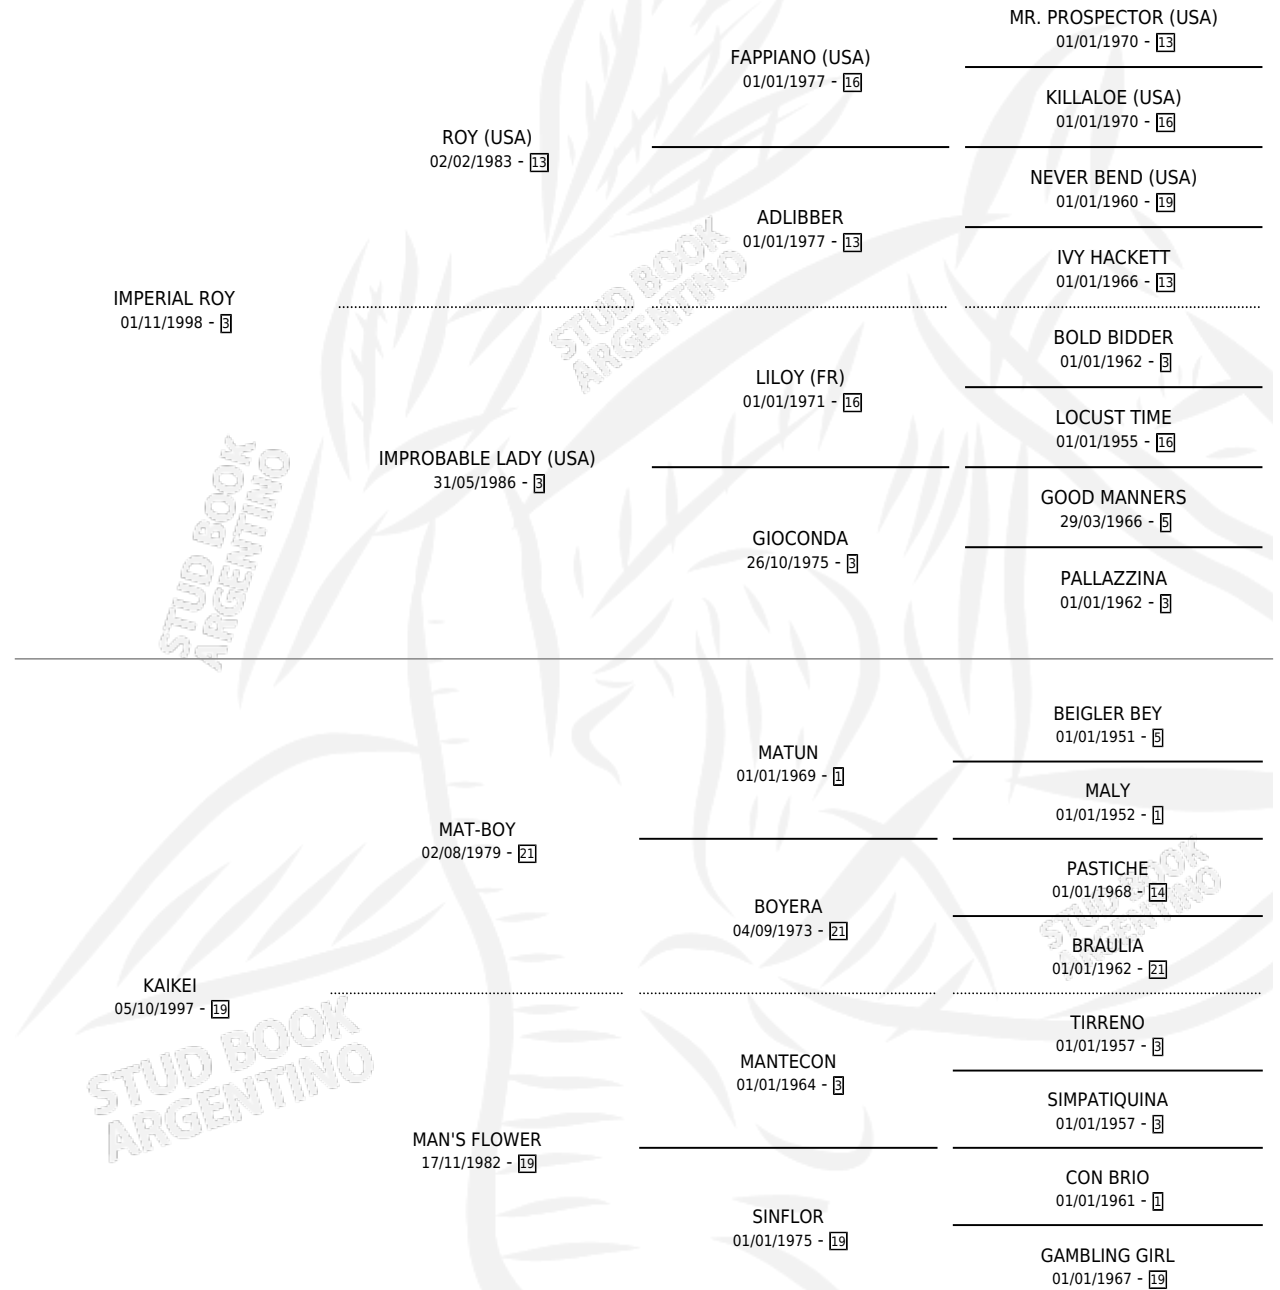 MR. PROSPECTOR (USA)
01/01/1970 - 13
FAPPIANO (USA)
01/01/1977 - 16
KILLALOE (USA)
01/01/1970 - 16
ROY (USA)
02/02/1983 - 13
NEVER BEND (USA)
01/01/1960 - 19
ADLIBBER
01/01/1977 - 13
IVY HACKETT
01/01/1966 - 13
IMPERIAL ROY
01/11/1998 - 3
BOLD BIDDER
01/01/1962 - 3
LILOY (FR)
01/01/1971 - 16
LOCUST TIME
01/01/1955 - 16
IMPROBABLE LADY (USA)
31/05/1986 - 3
GOOD MANNERS
29/03/1966 - 5
GIOCONDA
26/10/1975 - 3
PALLAZZINA
01/01/1962 - 3
BEIGLER BEY
01/01/1951 - 5
MATUN
01/01/1969 - 1
MALY
01/01/1952 - 1
MAT-BOY
02/08/1979 - 21
PASTICHE
01/01/1968 - 14
BOYERA
04/09/1973 - 21
BRAULIA
01/01/1962 - 21
KAIKEI
05/10/1997 - 19
TIRRENO
01/01/1957 - 3
MANTECON
01/01/1964 - 3
SIMPATIQUINA
01/01/1957 - 3
MAN'S FLOWER
17/11/1982 - 19
CON BRIO
01/01/1961 - 1
SINFLOR
01/01/1975 - 19
GAMBLING GIRL
01/01/1967 - 19
STUD BOOK
ARGENTINO
STUD BOOK
ARGENTINO
STUD BOOK
ARGENTINO
STUD BOOK
ARGENTINO